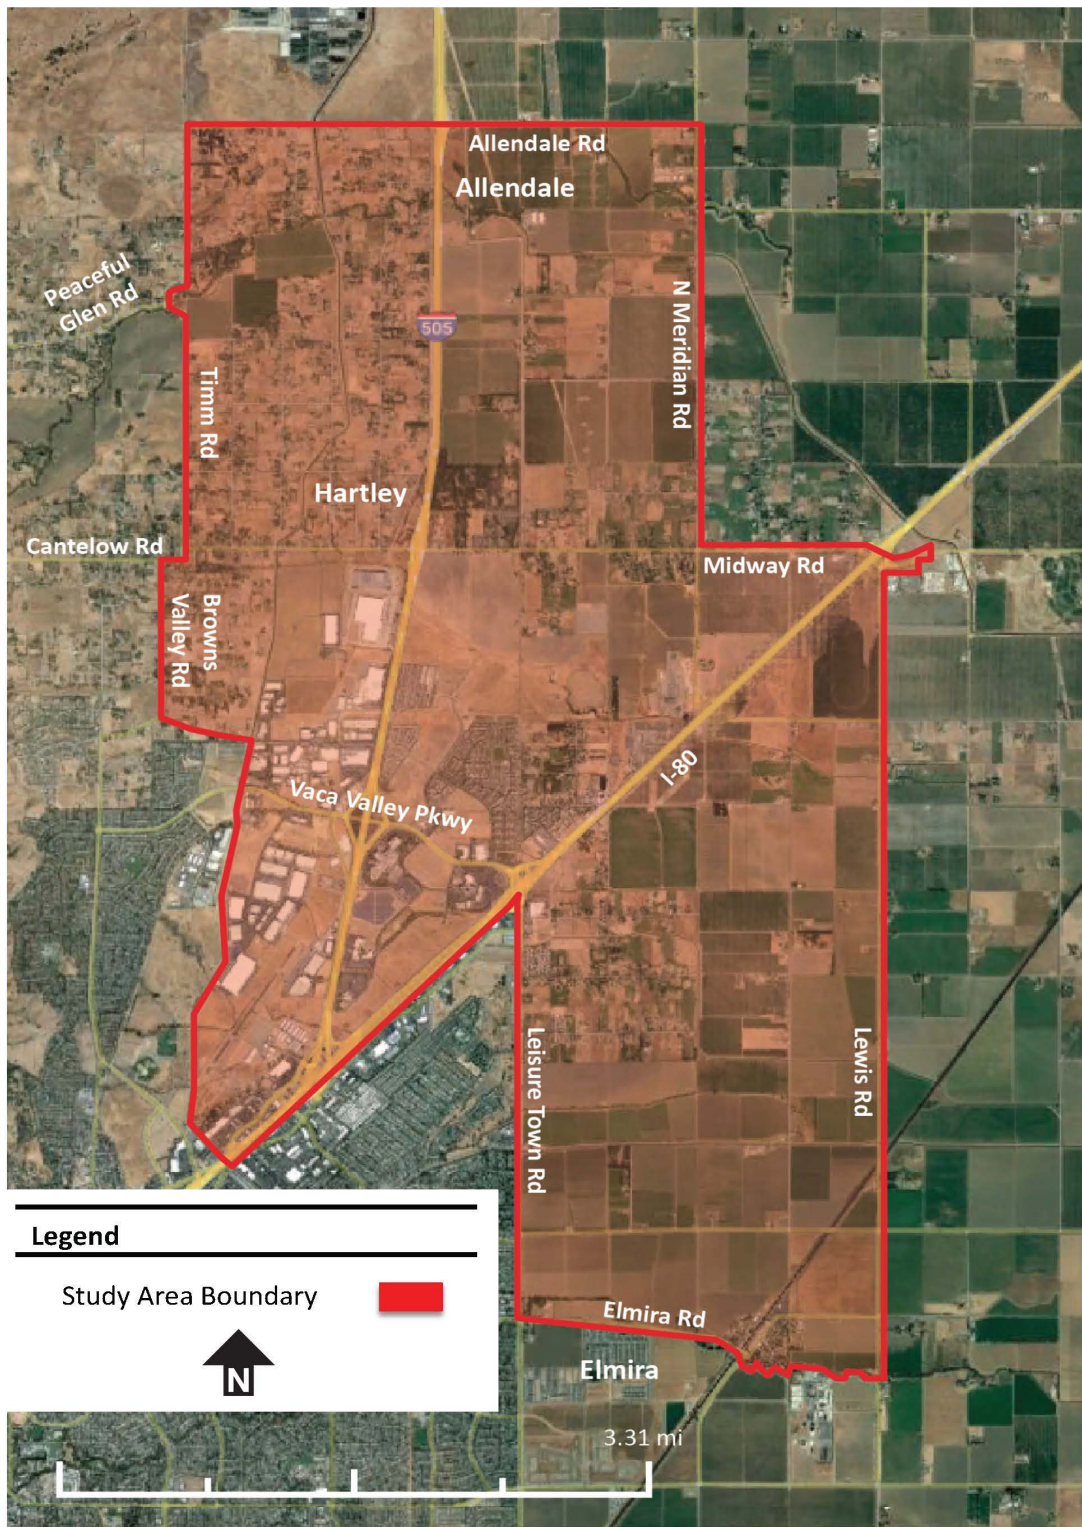 Allendale Rd
Allendale
Peaceful
Glen Rd
N Meridian Rd
505
Timm Rd
Hartley
Cantelow Rd
Midway Rd
Browns
Valley Rd
I-80
Vaca Valley Pkwy
Leisure Town Rd
Lewis Rd
Legend
Study Area Boundary
N
Elmira Rd
Elmira
3.31 mi